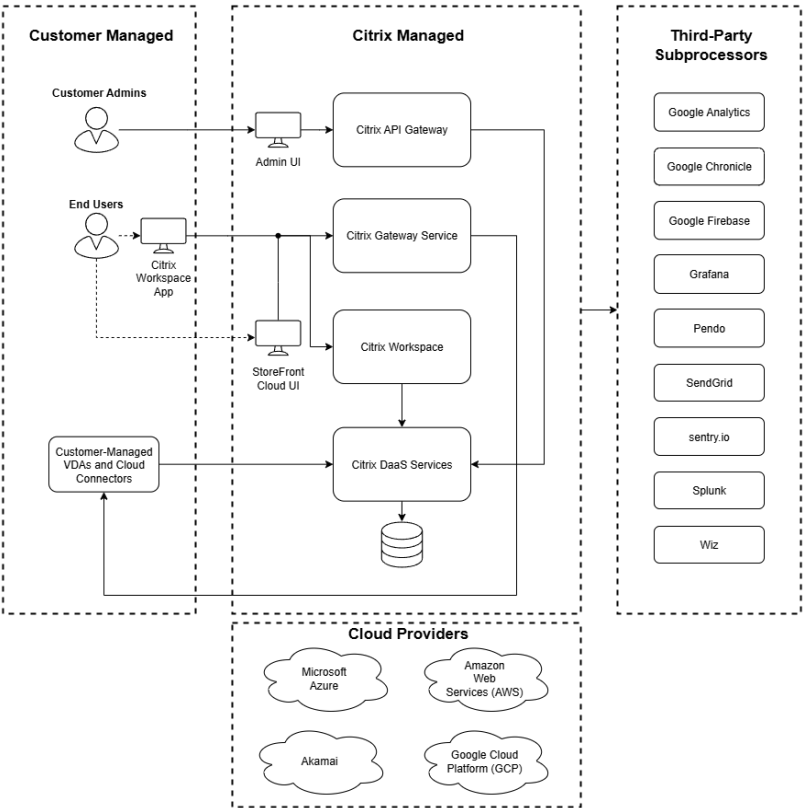 Customer Managed
Customer Admins
End Users
Citrix
Workspace
App
Customer-Managed
VDAs and Cloud
Connectors
Citrix Managed
Admin UI
Citrix API Gateway
Citrix Gateway Service
StoreFront
Cloud UI
Citrix Workspace
Citrix DaaS Services
Third-Party
Subprocessors
Google Analytics
Google Chronicle
Google Firebase
Grafana
Pendo
SendGrid
sentry.io
Splunk
Wiz
Cloud Providers
Microsoft
Azure
Amazon
Web
Services (AWS)
Akamai
Google Cloud
Platform (GCP)